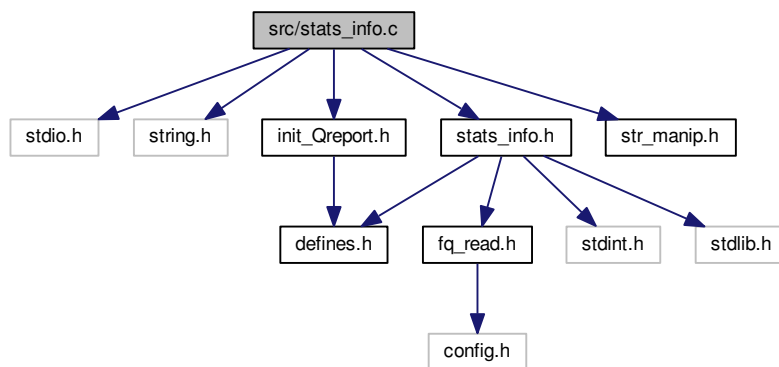 src/stats_info.c
stdio.h
string.h
init_Qreport.h
stats_info.h
str_manip.h
defines.h
fq_read.h
stdint.h
stdlib.h
config.h